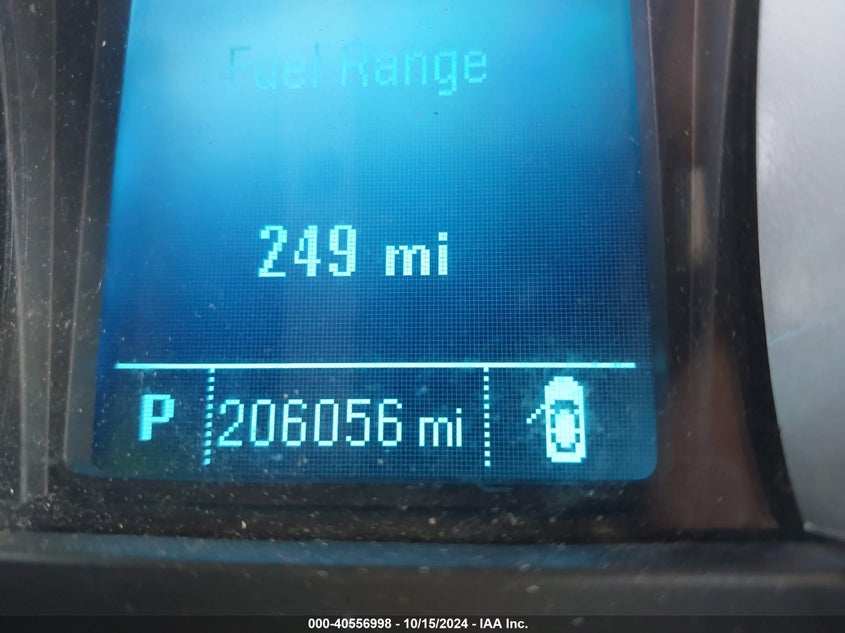 Fuel Range
249 mi
P 206056 mi
000-40556998 - 10/15/2024 - IAA Inc.